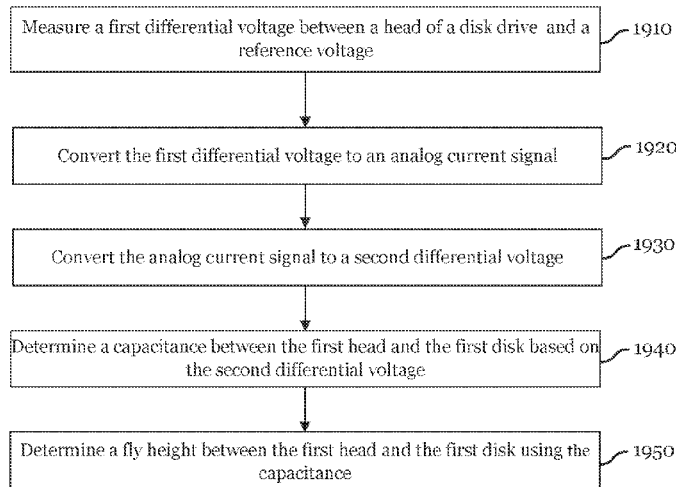 Measure a first differential voltage between a head of a disk drive and a
reference voltage
1910
Convert the first differential voltage to an analog current signal
1920
Convert the analog current signal to a second differential voltage
1930
Determine a capacitance between the first head and the first disk based on
the second differential voltage
1940
Determine a fly height between the first head and the first disk using the
capacitance
1950